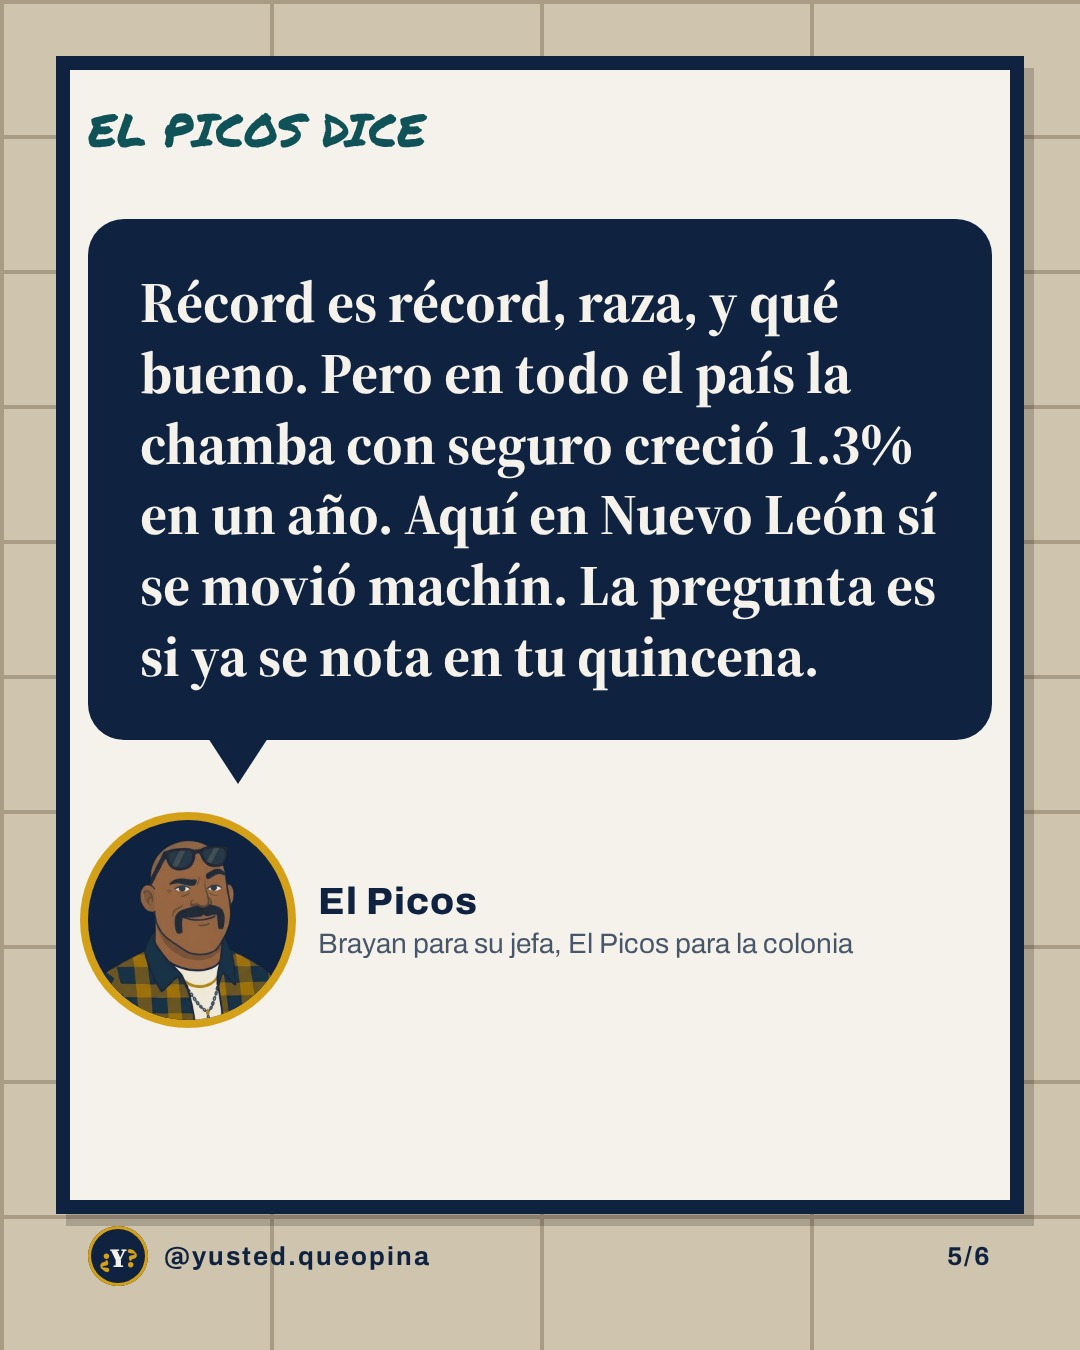 EL PICOS DICE
Récord es récord, raza, y qué
bueno. Pero en todo el país la
chamba con seguro creció 1.3%
en un año. Aquí en Nuevo León sí
se movió machín. La pregunta es
si ya se nota en tu quincena.
El Picos
Brayan para su jefa, El Picos para la colonia
¿Y?
@yusted.queopina
5/6